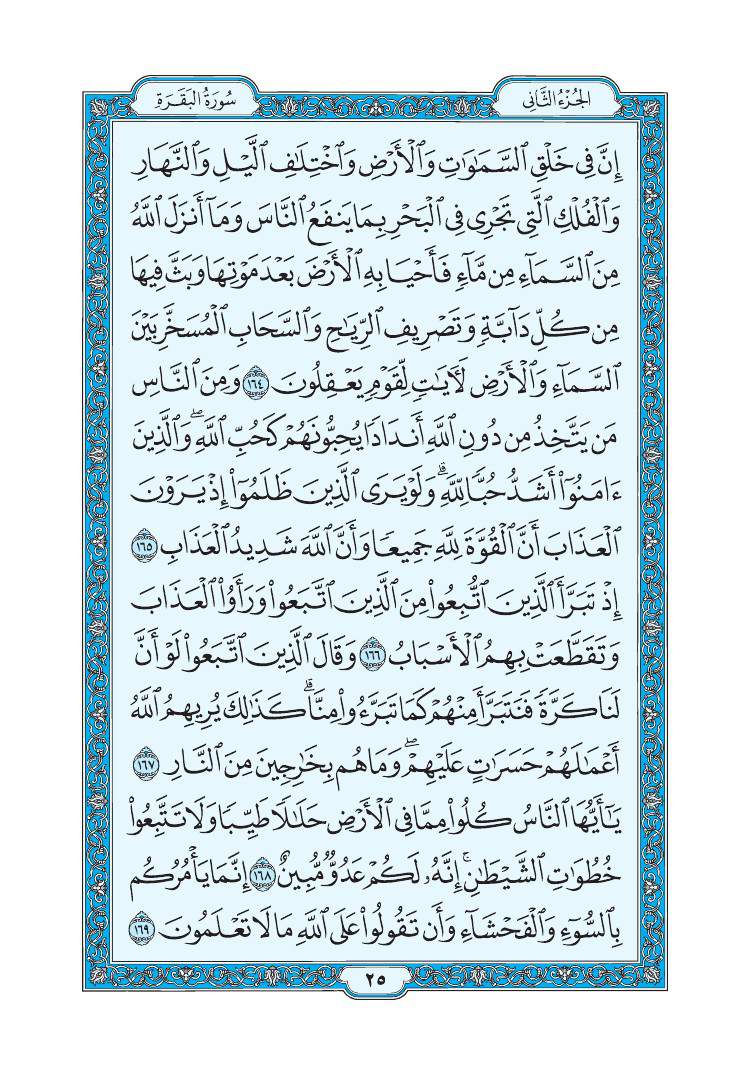 الجُزْءُ الثَّانِي
سُورَةُ البَقَرَةِ
إِنَّ فِي خَلْقِ ٱلسَّمَٰوَٰتِ وَٱلْأَرْضِ وَٱخْتِلَٰفِ ٱلَّيْلِ وَٱلنَّهَارِ
وَٱلْفُلْكِ ٱلَّتِي تَجْرِي فِي ٱلْبَحْرِ بِمَا يَنفَعُ ٱلنَّاسَ وَمَآ أَنزَلَ ٱللَّهُ
مِنَ ٱلسَّمَآءِ مِن مَّآءٍ فَأَحْيَا بِهِ ٱلْأَرْضَ بَعْدَ مَوْتِهَا وَبَثَّ فِيهَا
مِن كُلِّ دَآبَّةٍ وَتَصْرِيفِ ٱلرِّيَٰحِ وَٱلسَّحَابِ ٱلْمُسَخَّرِ بَيْنَ
ٱلسَّمَآءِ وَٱلْأَرْضِ لَأٓيَٰتٍ لِّقَوْمٍ يَعْقِلُونَ ١٦٤ وَمِنَ ٱلنَّاسِ
مَن يَتَّخِذُ مِن دُونِ ٱللَّهِ أَندَادًا يُحِبُّونَهُمْ كَحُبِّ ٱللَّهِۖ وَٱلَّذِينَ
ءَامَنُوٓاْ أَشَدُّ حُبًّا لِّلَّهِۗ وَلَوْ يَرَى ٱلَّذِينَ ظَلَمُوٓاْ إِذْ يَرَوْنَ
ٱلْعَذَابَ أَنَّ ٱلْقُوَّةَ لِلَّهِ جَمِيعًا وَأَنَّ ٱللَّهَ شَدِيدُ ٱلْعَذَابِ ١٦٥
إِذْ تَبَرَّأَ ٱلَّذِينَ ٱتُّبِعُواْ مِنَ ٱلَّذِينَ ٱتَّبَعُواْ وَرَأَوُاْ ٱلْعَذَابَ
وَتَقَطَّعَتْ بِهِمُ ٱلْأَسْبَابُ ١٦٦ وَقَالَ ٱلَّذِينَ ٱتَّبَعُواْ لَوْ أَنَّ
لَنَا كَرَّةً فَنَتَبَرَّأَ مِنْهُمْ كَمَا تَبَرَّءُواْ مِنَّاۗ كَذَٰلِكَ يُرِيهِمُ ٱللَّهُ
أَعْمَٰلَهُمْ حَسَرَٰتٍ عَلَيْهِمْۖ وَمَا هُم بِخَٰرِجِينَ مِنَ ٱلنَّارِ ١٦٧
يَٰٓأَيُّهَا ٱلنَّاسُ كُلُواْ مِمَّا فِي ٱلْأَرْضِ حَلَٰلًا طَيِّبًا وَلَا تَتَّبِعُواْ
خُطُوَٰتِ ٱلشَّيْطَٰنِۚ إِنَّهُۥ لَكُمْ عَدُوٌّ مُّبِينٌ ١٦٨ إِنَّمَا يَأْمُرُكُم
بِٱلسُّوٓءِ وَٱلْفَحْشَآءِ وَأَن تَقُولُواْ عَلَى ٱللَّهِ مَا لَا تَعْلَمُونَ ١٦٩
٢٥